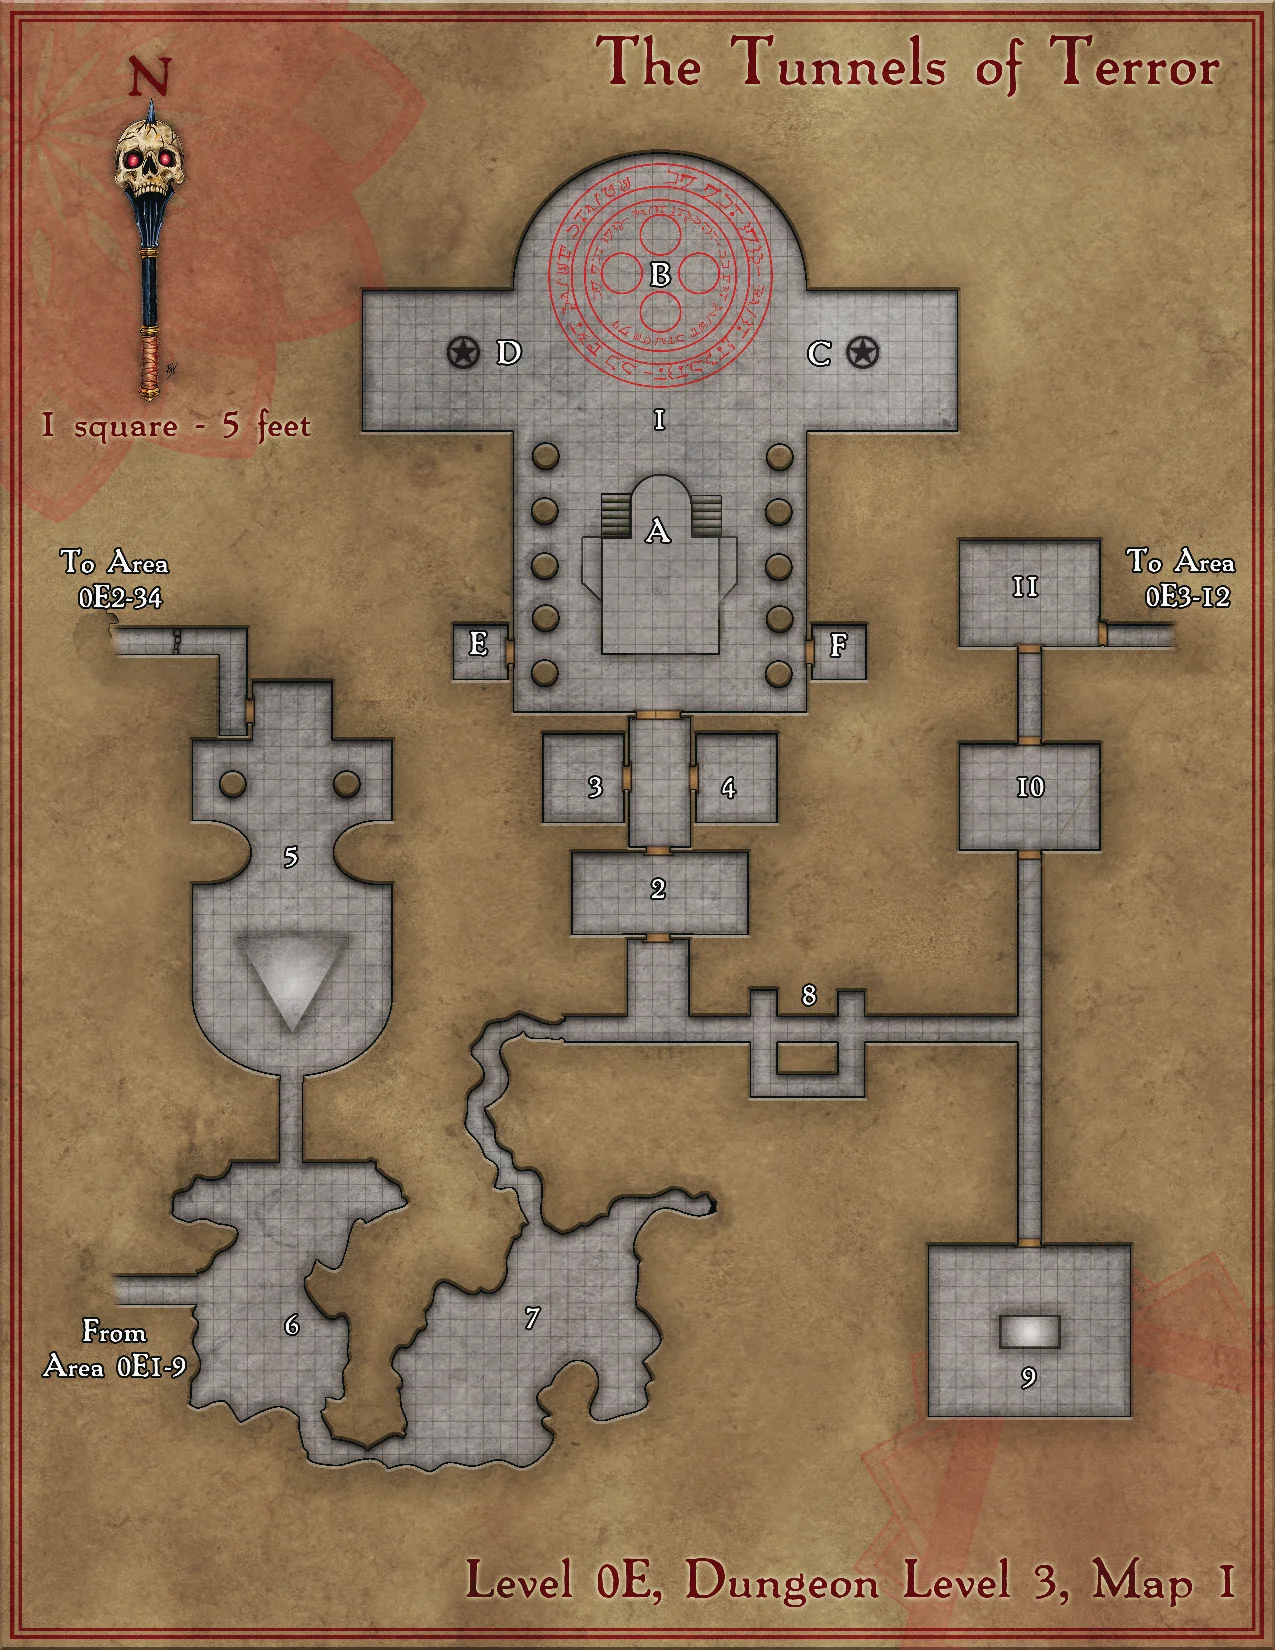 The Tunnels of Terror
N
1 square - 5 feet
B
D
C
1
A
To Area
0E2-34
11
To Area
0E3-12
E
F
3
4
10
5
2
8
6
7
From
Area 0E1-9
9
Level 0E, Dungeon Level 3, Map 1